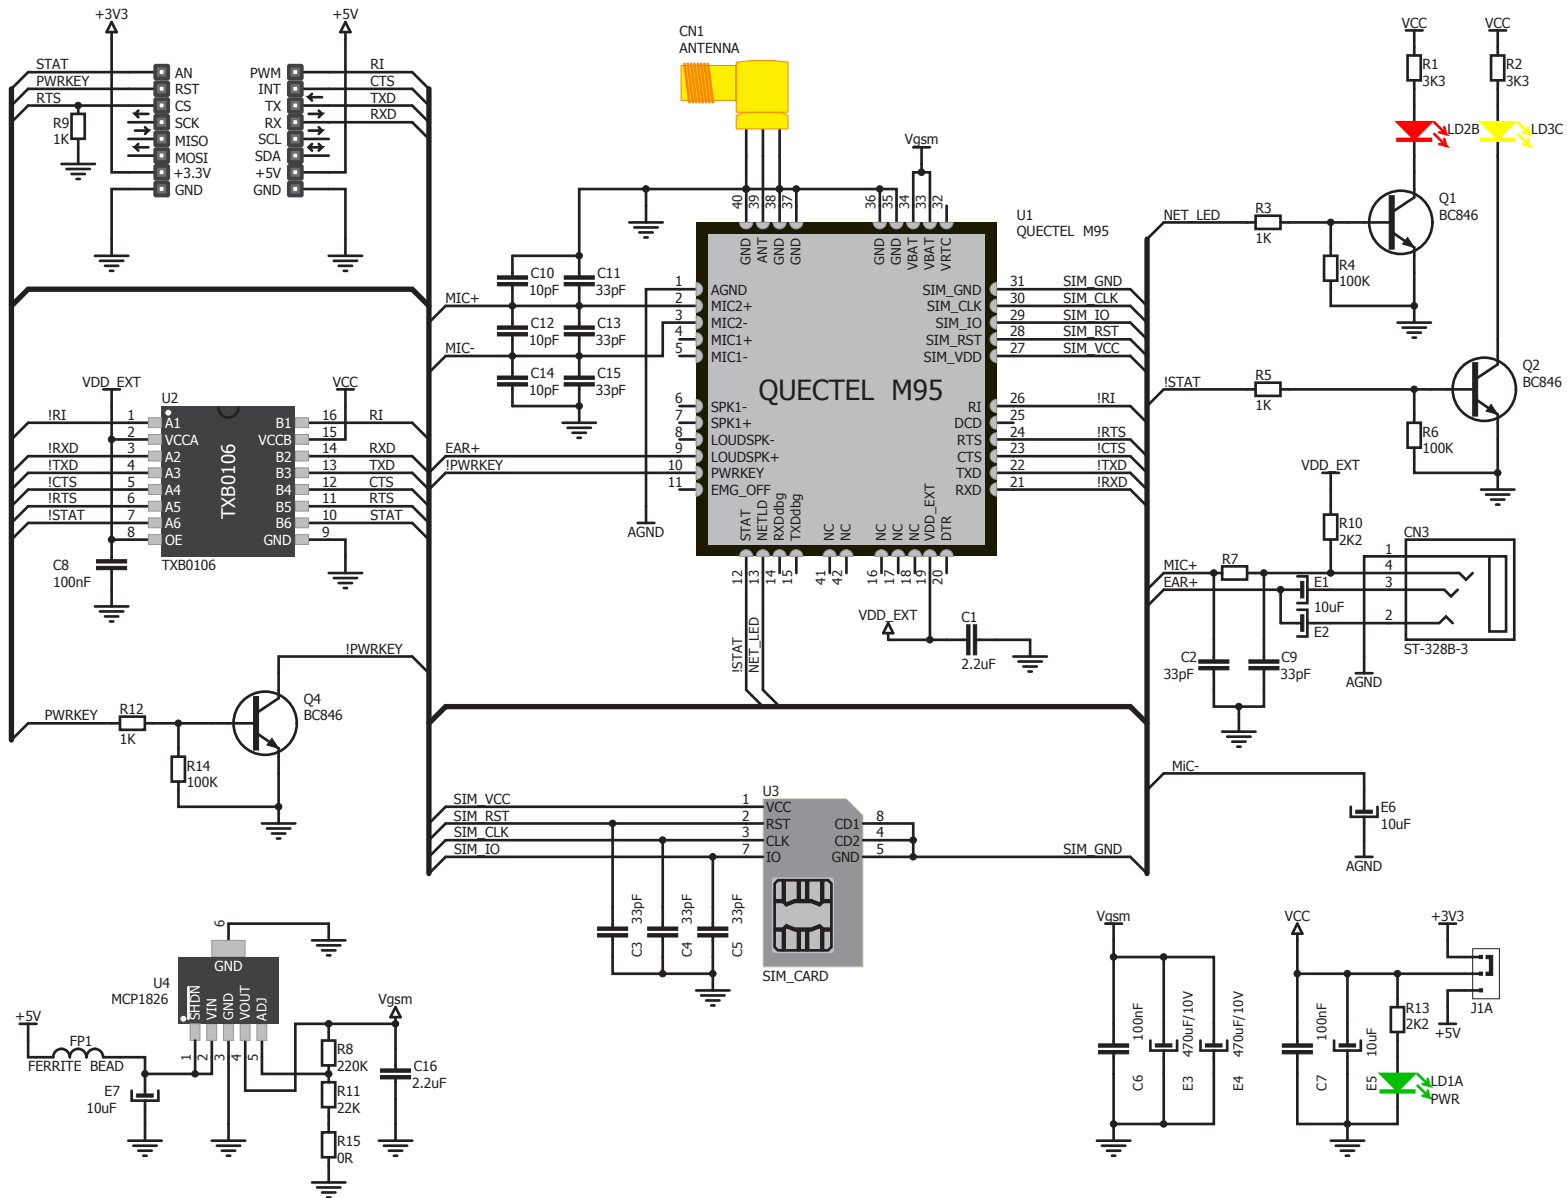 +3V3
+5V
STAT
PWRKEY
RTS
R9
1K
AN
RST
CS
SCK
MISO
MOSI
+3.3V
GND
PWM
INT
TX
RX
SCL
SDA
+5V
GND
RI
CTS
TXD
RXD
CN1
ANTENNA
Vgsm
40
39
38
37
36
35
34
33
32
U1
QUECTEL M95
GND
ANT
GND
GND
GND
GND
VBAT
VBAT
VRTC
C10
10pF
C11
33pF
C12
10pF
C13
33pF
C14
10pF
C15
33pF
MIC+
MIC-
EAR+
!PWRKEY
AGND
1
2
3
4
5
6
7
8
9
10
11
AGND
MIC2+
MIC2-
MIC1+
MIC1-
SPK1-
SPK1+
LOUDSPK-
LOUDSPK+
PWRKEY
EMG_OFF
QUECTEL M95
SIM_GND
SIM_CLK
SIM_IO
SIM_RST
SIM_VDD
RI
DCD
RTS
CTS
TXD
RXD
31
30
29
28
27
26
25
24
23
22
21
SIM_GND
SIM_CLK
SIM_IO
SIM_RST
SIM_VCC
!RI
!RTS
!CTS
!TXD
!RXD
STAT
NETLD
RXDdbg
TXDdbg
NC
NC
NC
NC
NC
VDD_EXT
DTR
12
13
14
15
41
42
16
17
18
19
20
!STAT
NET_LED
VDD_EXT
C1
2.2uF
VCC
VCC
R1
3K3
R2
3K3
LD2B
LD3C
NET_LED
R3
1K
Q1
BC846
R4
100K
!STAT
R5
1K
Q2
BC846
R6
100K
VDD_EXT
R10
2K2
CN3
MIC+
EAR+
R7
E1
10uF
E2
1
4
3
2
ST-328B-3
C2
33pF
C9
33pF
AGND
MiC-
E6
10uF
AGND
VDD_EXT
U2
VCC
!RI
!RXD
!TXD
!CTS
!RTS
!STAT
1
2
3
4
5
6
7
8
A1
VCCA
A2
A3
A4
A5
A6
OE
TXB0106
B1
VCCB
B2
B3
B4
B5
B6
GND
16
15
14
13
12
11
10
9
RI
RXD
TXD
CTS
RTS
STAT
TXB0106
C8
100nF
!PWRKEY
PWRKEY
R12
1K
Q4
BC846
R14
100K
SIM_VCC
SIM_RST
SIM_CLK
SIM_IO
1
2
3
7
U3
VCC
RST
CLK
IO
CD1
CD2
GND
8
4
5
SIM_GND
SIM_CARD
33pF
C3
33pF
C4
33pF
C5
6
GND
U4
MCP1826
SHDN
VIN
GND
VOUT
ADJ
1
2
3
4
5
+5V
FP1
FERRITE BEAD
E7
10uF
Vgsm
R8
220K
R11
22K
R15
0R
C16
2.2uF
Vgsm
100nF
C6
470uF/10V
E3
470uF/10V
E4
VCC
100nF
C7
10uF
E5
+3V3
J1A
+5V
R13
2K2
LD1A
PWR